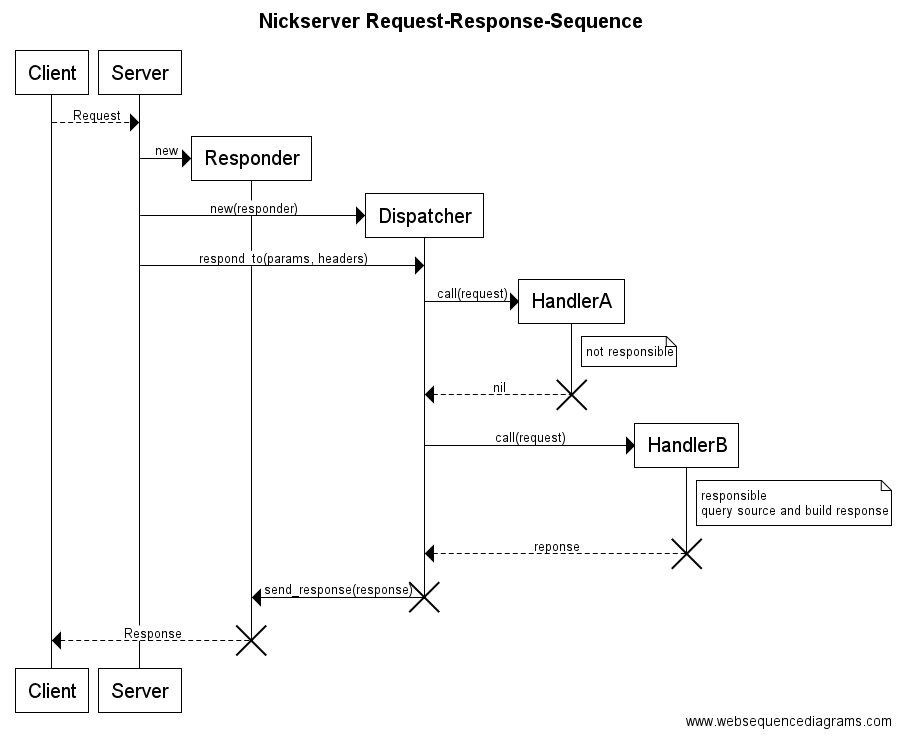 Nickserver Request-Response-Sequence
Client
Server
Request
new
Responder
new(responder)
Dispatcher
respond_to(params, headers)
call(request)
HandlerA
not responsible
nil
call(request)
HandlerB
responsible
query source and build response
reponse
send_response(response)
Response
Client
Server
www.websequencediagrams.com